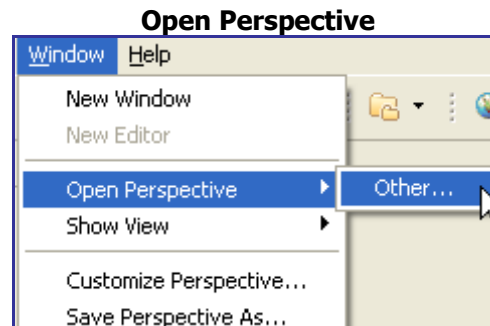 Open Perspective
Window Help
New Window
New Editor
Open Perspective Other...
Show View
Customize Perspective...
Save Perspective As...